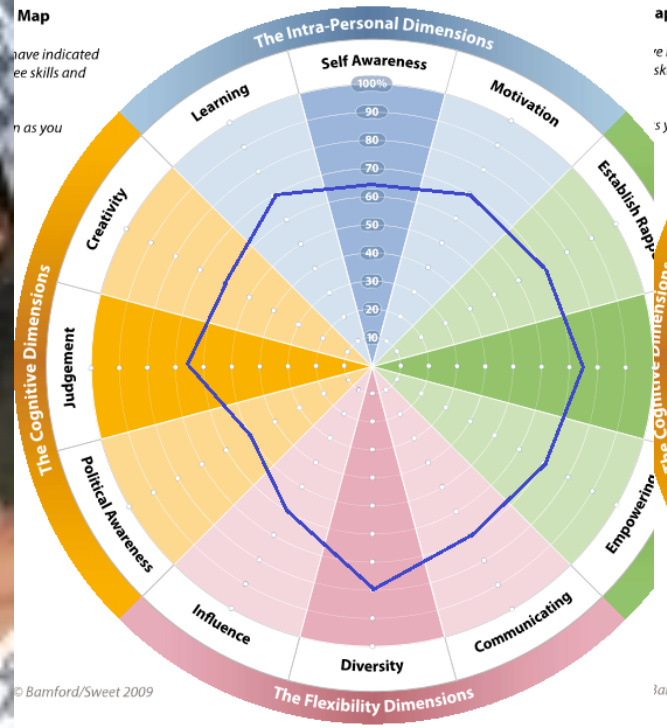 Map
have indicated
ee skills and
n as you
The Intra-Personal Dimensions
Self Awareness
Learning
Motivation
Creativity
Establish Rapp
100%
90
80
70
60
50
40
30
20
10
Judgement
The Cognitive Dimensions
Political Awareness
Empowering
Influence
Communicating
Diversity
The Flexibility Dimensions
© Bamford/Sweet 2009
ap
sk
s y
The Cognitive Dimensions